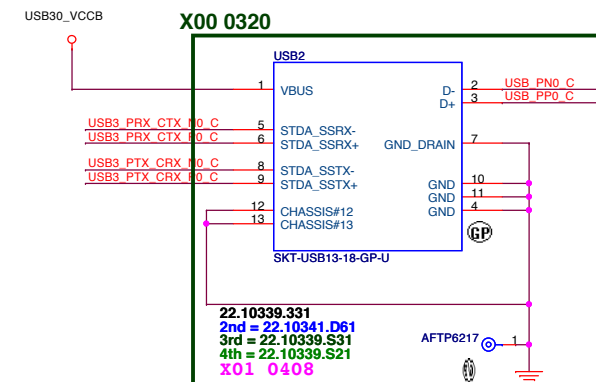 USB30_VCCB
X00 0320
USB2
1 VBUS
D- 2 USB_PN0_C
D+ 3 USB_PP0_C
USB3_PRX_CTX_N0_C 5 STDA_SSRX-
USB3_PRX_CTX_P0_C 6 STDA_SSRX+
GND_DRAIN 7
USB3_PTX_CRX_N0_C 8 STDA_SSTX-
USB3_PTX_CRX_P0_C 9 STDA_SSTX+
GND 10
GND 11
GND 4
12 CHASSIS#12
13 CHASSIS#13
GP
SKT-USB13-18-GP-U
22.10339.331
2nd = 22.10341.D61
3rd = 22.10339.S31
4th = 22.10339.S21
X01 0408
AFTP6217 1